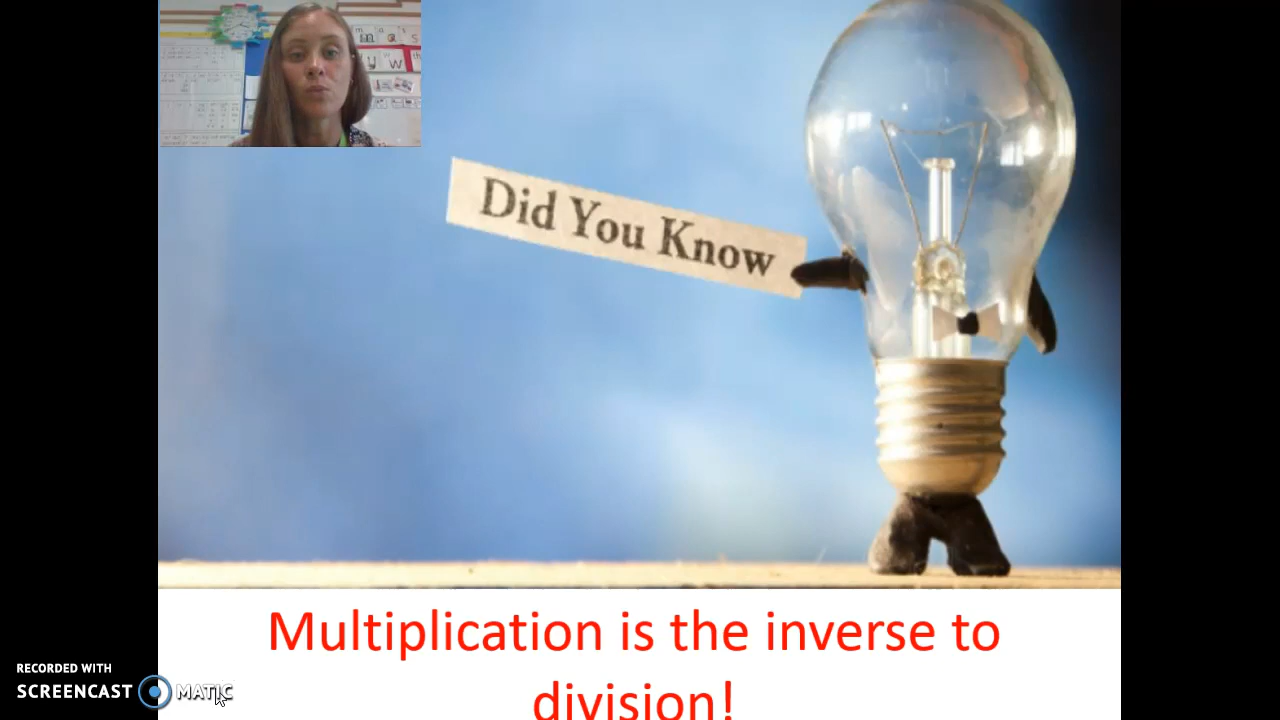 Did You Know
Multiplication is the inverse to
division!
RECORDED WITH
SCREENCAST MATIC